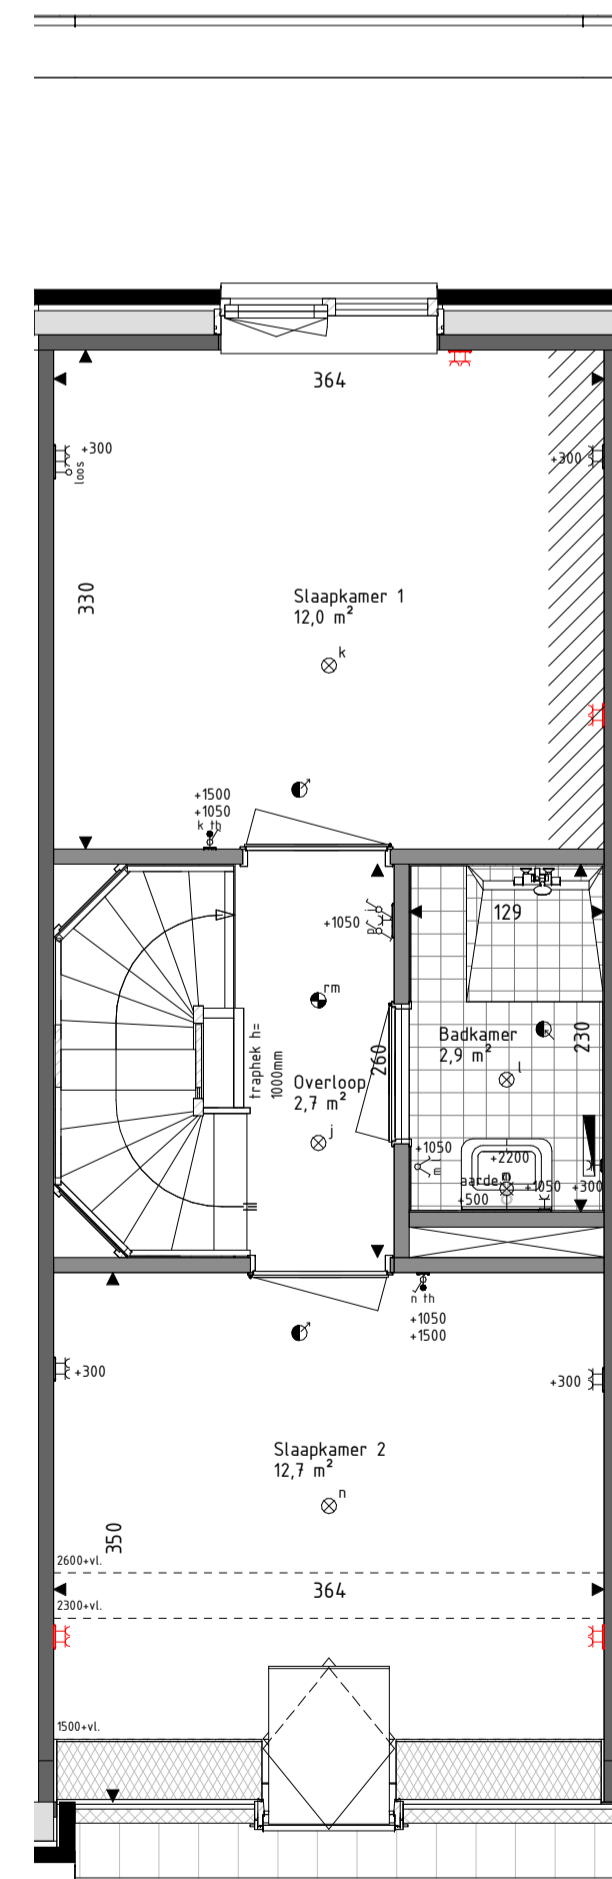 364
+300
loos
+300
330
Slaapkamer 1
12,0 m²
k
+1500
+1050
k th
+1050
129
rm
traphek h=
1000mm
Overloop
2,7 m²
j
260
Badkamer
2,9 m²
l
230
+1050
l
m
+2200
aarde
m
+500
+1050
+300
n th
+1050
+1500
+300
+300
Slaapkamer 2
12,7 m²
n
350
2600+vl.
364
2300+vl.
1500+vl.